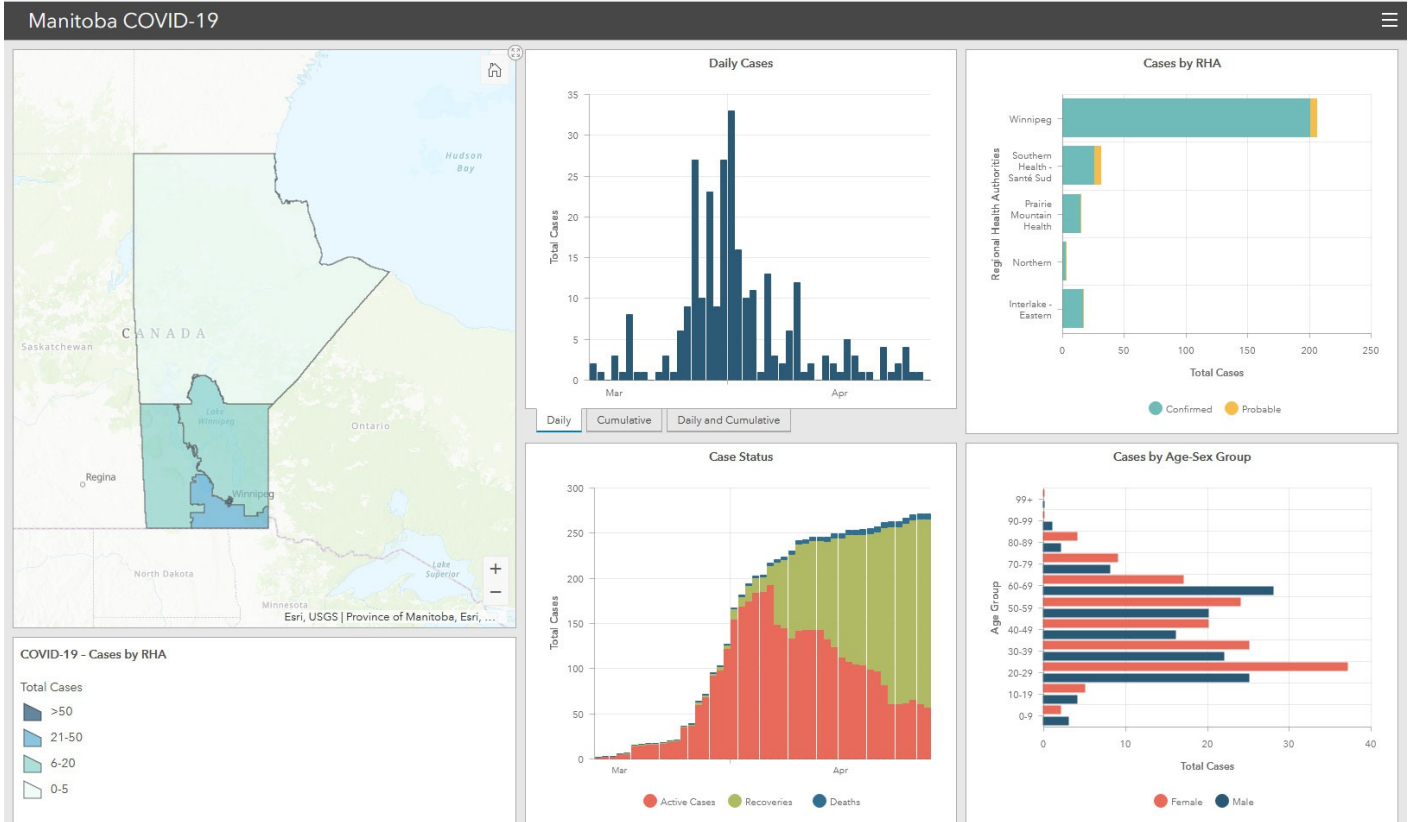 Manitoba COVID-19
Hudson
Bay
CANADA
Saskatchewan
Lake
Winnipeg
Ontario
Regina
Winnipeg
North Dakota
Lake
Superior
Minnesota
+
−
Esri, USGS | Province of Manitoba, Esri, ...
COVID-19 - Cases by RHA
Total Cases
>50
21-50
6-20
0-5
Daily Cases
Total Cases
35
30
25
20
15
10
5
0
Mar
Apr
Daily
Cumulative
Daily and Cumulative
Case Status
Total Cases
300
250
200
150
100
50
0
Mar
Apr
Active Cases
Recoveries
Deaths
Cases by RHA
Regional Health Authorities
Winnipeg
Southern
Health -
Santé Sud
Prairie
Mountain
Health
Northern
Interlake -
Eastern
0 50 100 150 200 250
Total Cases
Confirmed
Probable
Cases by Age-Sex Group
Age Group
99+
90-99
80-89
70-79
60-69
50-59
40-49
30-39
20-29
10-19
0-9
0 10 20 30 40
Total Cases
Female
Male